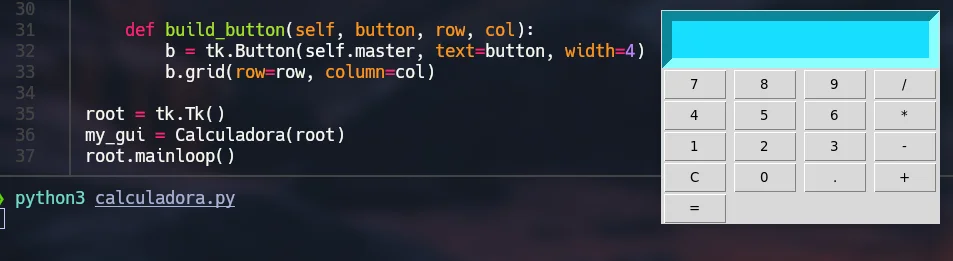 30
31 def build_button(self, button, row, col):
32 b = tk.Button(self.master, text=button, width=4)
33 b.grid(row=row, column=col)
34
35 root = tk.Tk()
36 my_gui = Calculadora(root)
37 root.mainloop()
❯ python3 calculadora.py
7 8 9 /
4 5 6 *
1 2 3 -
C 0 . +
=